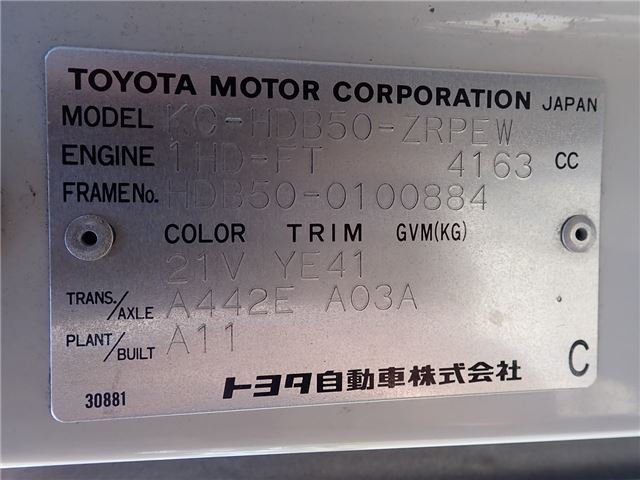 TOYOTA MOTOR CORPORATION JAPAN
MODEL KC-HDB50-ZRPEW
ENGINE 1HD-FT 4163 CC
FRAME No. HDB50-0100884
COLOR TRIM GVM(KG)
21V YE41
TRANS./AXLE A442E A03A
PLANT/BUILT A11
C
30881 トヨタ自動車株式会社